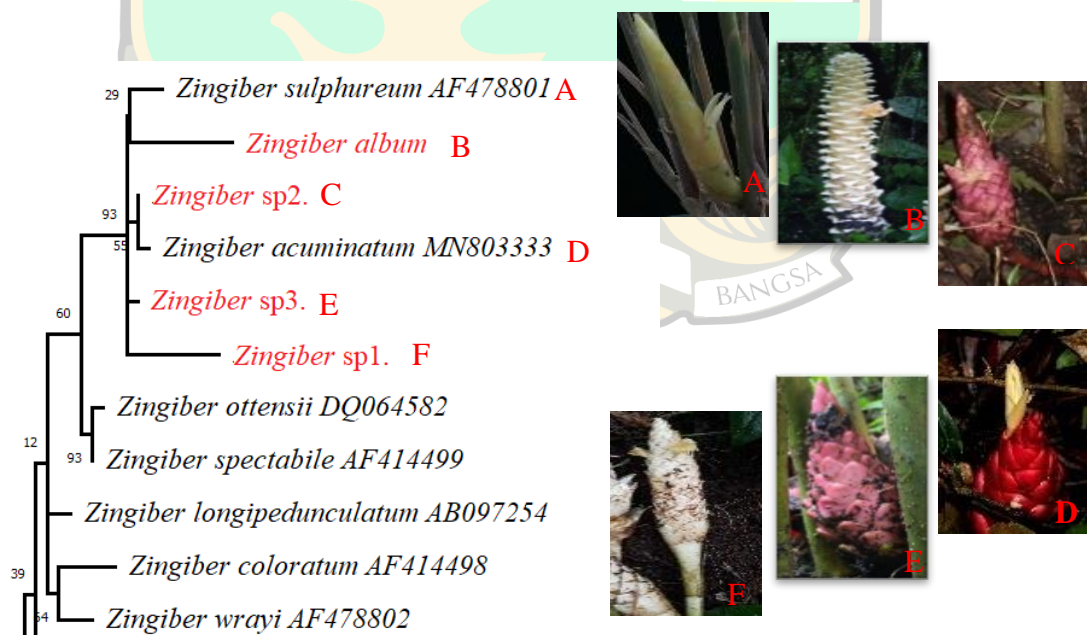 29
Zingiber sulphureum AF478801 A
Zingiber album B
Zingiber sp2. C
93
55
Zingiber acuminatum MN803333 D
Zingiber sp3. E
60
Zingiber sp1. F
Zingiber ottensii DQ064582
12
93
Zingiber spectabile AF414499
Zingiber longipedunculatum AB097254
Zingiber coloratum AF414498
39
54
Zingiber wrayi AF478802
A
B
C
BANGSA
D
E
F